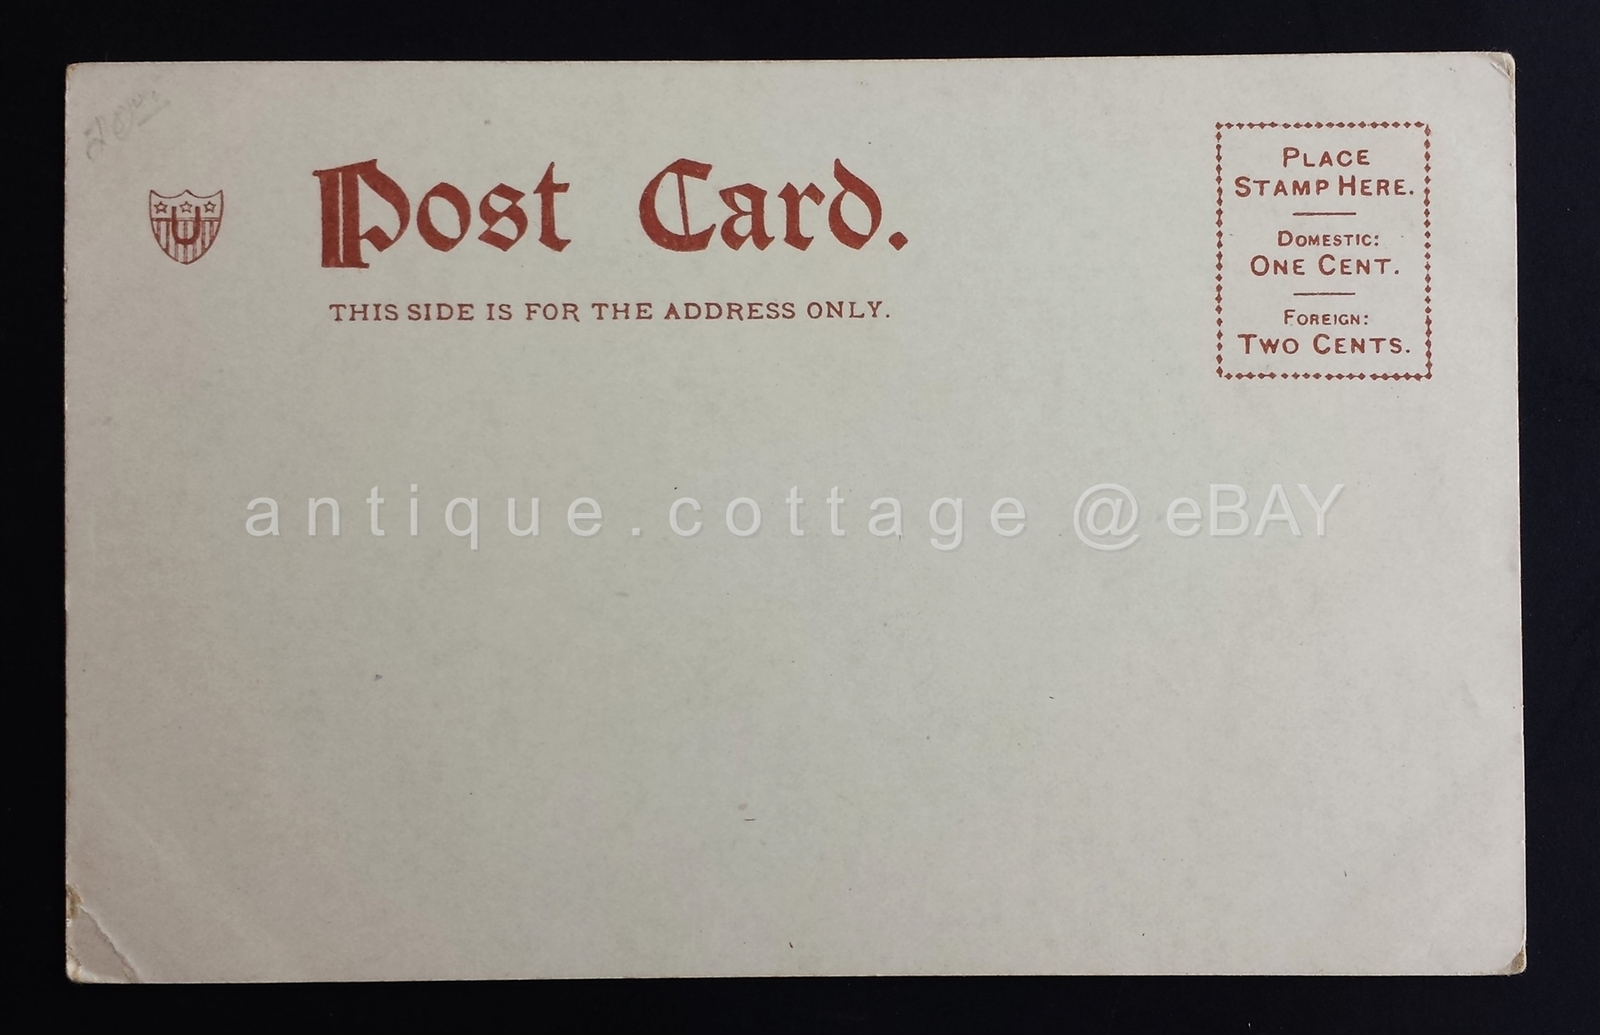 Post Card.
THIS SIDE IS FOR THE ADDRESS ONLY.
PLACE
STAMP HERE.
DOMESTIC:
ONE CENT.
FOREIGN:
TWO CENTS.
U
antique.cottage @ eBAY